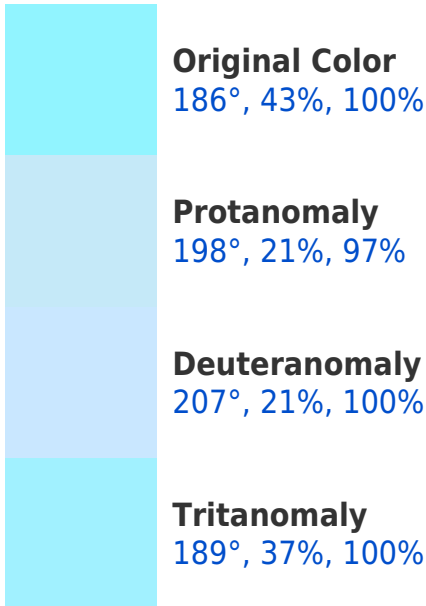 Original Color
186°, 43%, 100%
Protanomaly
198°, 21%, 97%
Deuteranomaly
207°, 21%, 100%
Tritanomaly
189°, 37%, 100%